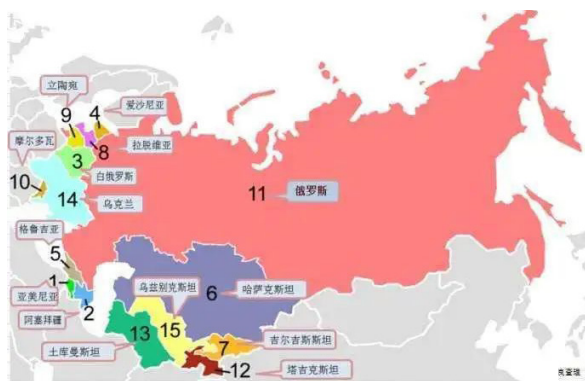 立陶宛
9
4
爱沙尼亚
摩尔多瓦
8
拉脱维亚
3
白俄罗斯
10
14
乌克兰
11
俄罗斯
格鲁吉亚
5
1
亚美尼亚
2
阿塞拜疆
乌兹别克斯坦
6
哈萨克斯坦
13
15
7
吉尔吉斯斯坦
土库曼斯坦
12
塔吉克斯坦